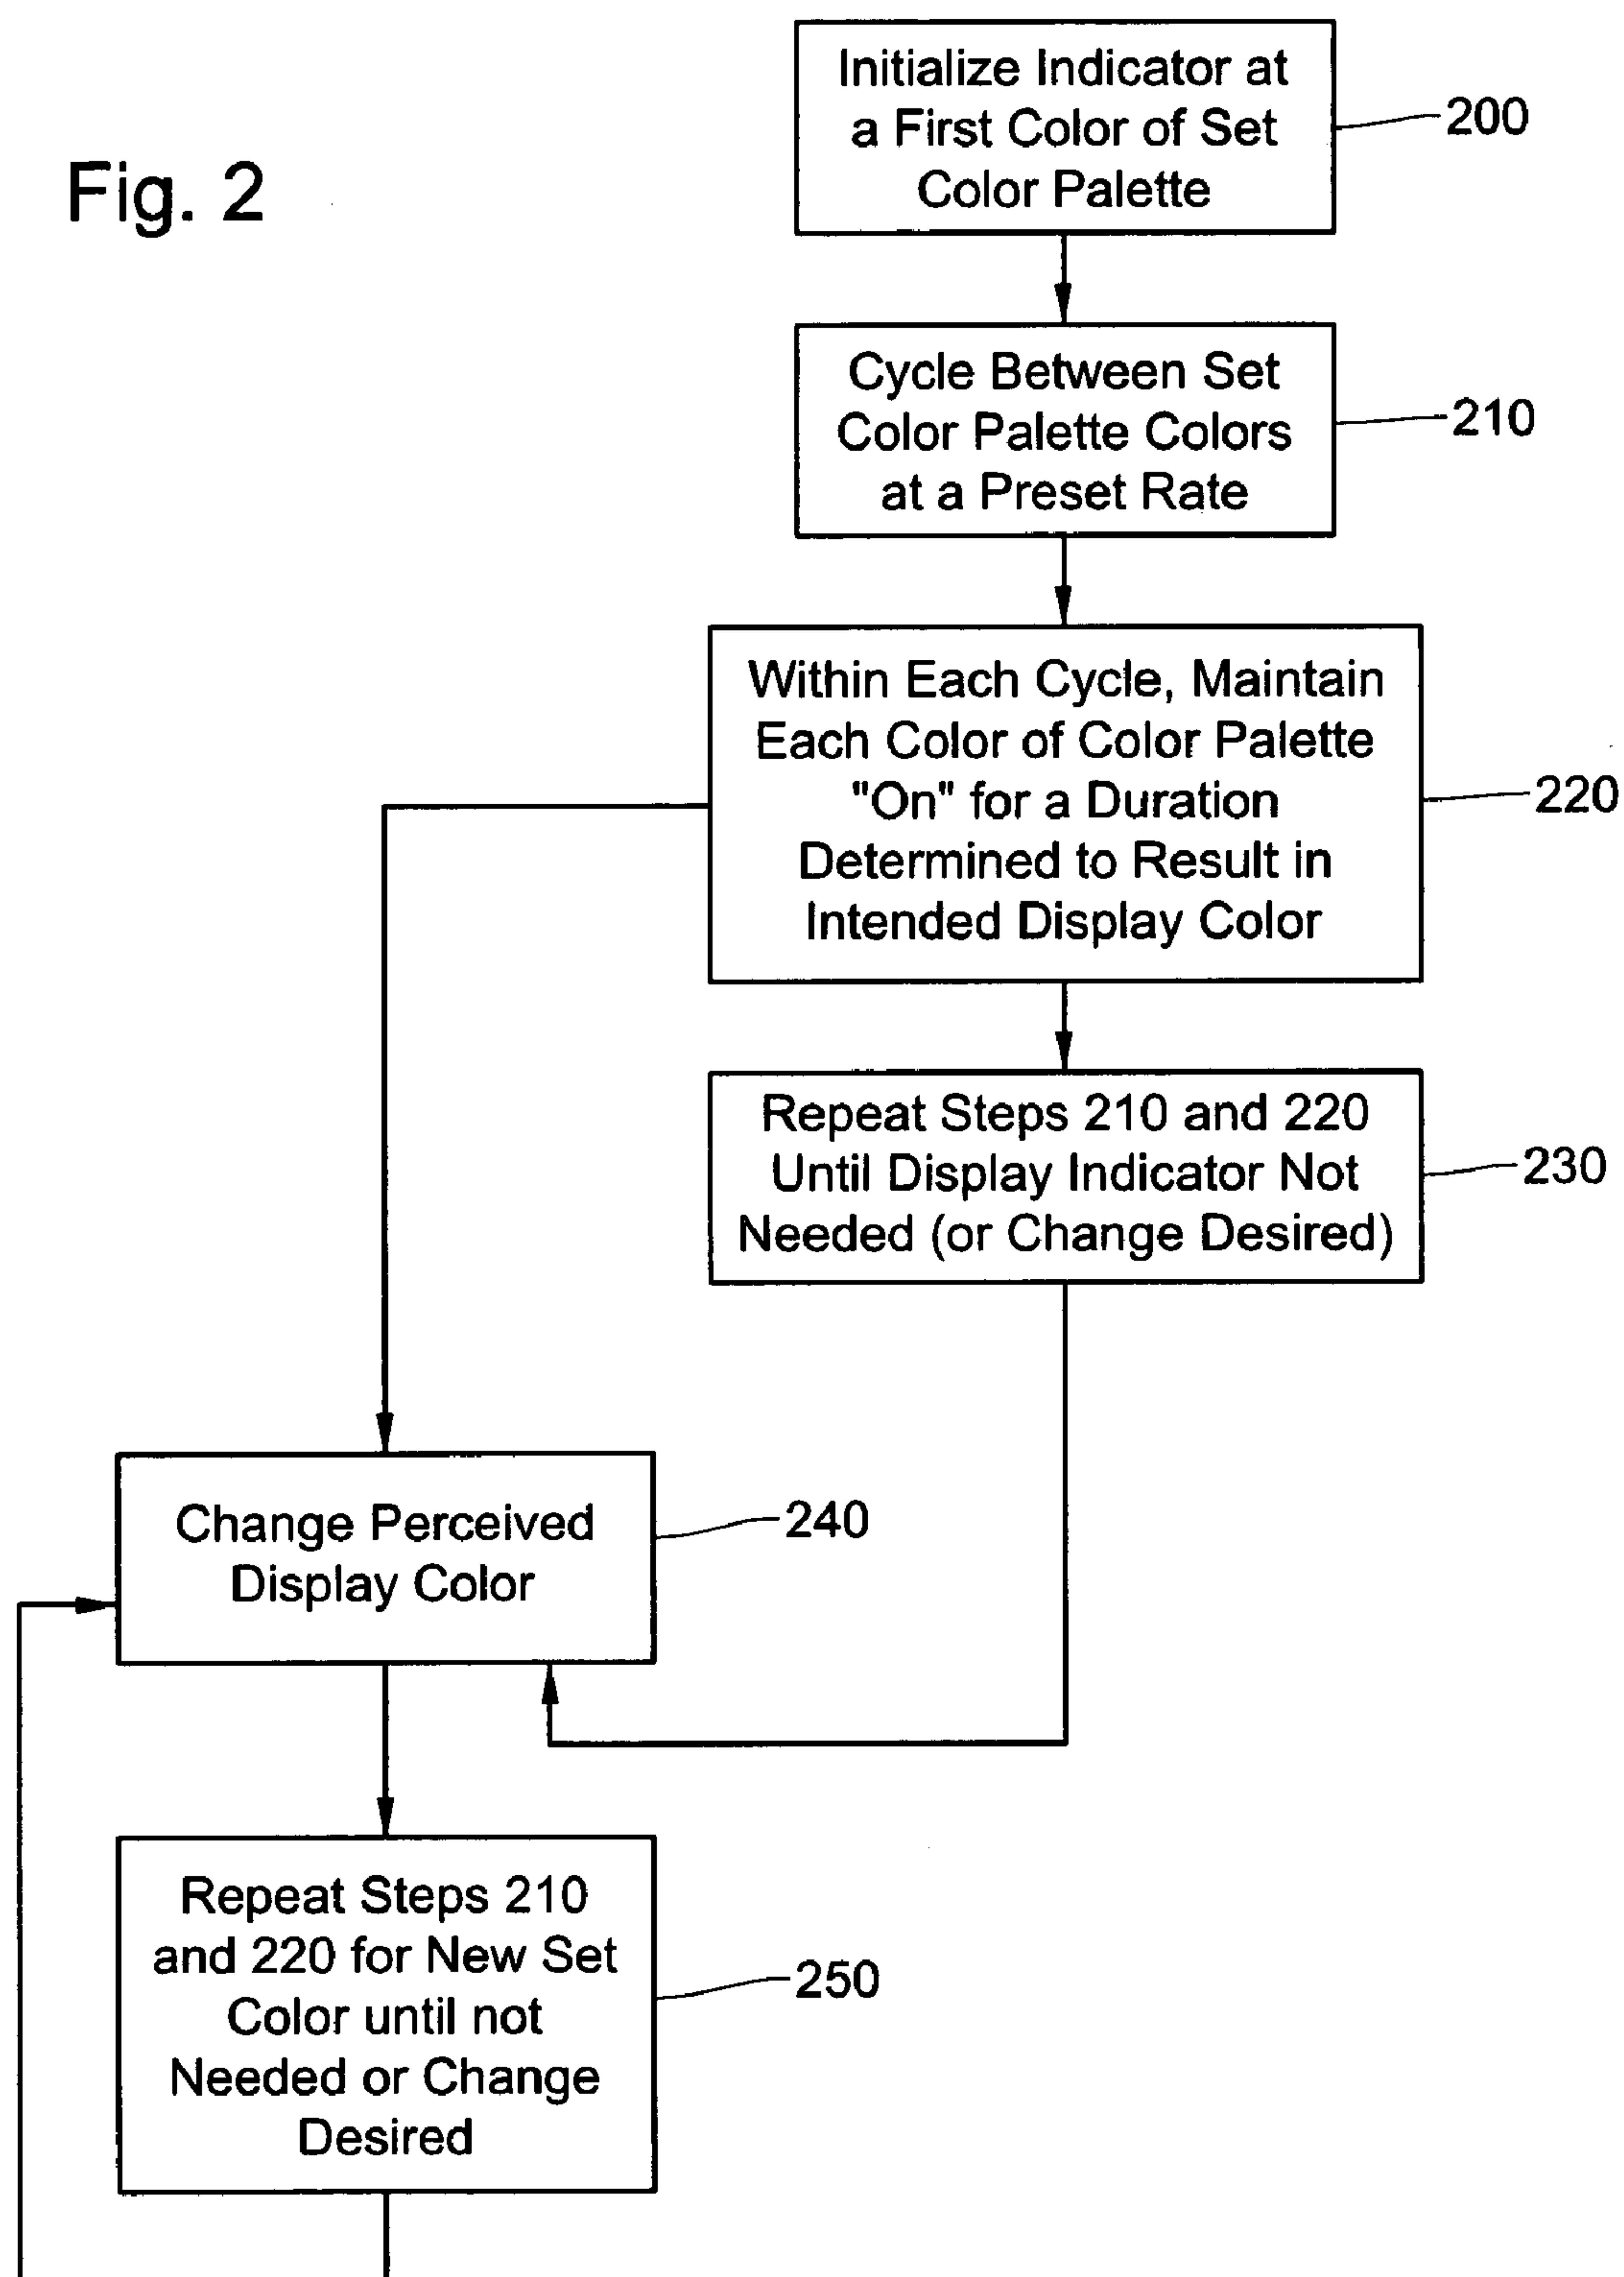 Fig. 2
Initialize Indicator at
a First Color of Set
Color Palette
200
Cycle Between Set
Color Palette Colors
at a Preset Rate
210
Within Each Cycle, Maintain
Each Color of Color Palette
"On" for a Duration
Determined to Result in
Intended Display Color
220
Repeat Steps 210 and 220
Until Display Indicator Not
Needed (or Change Desired)
230
Change Perceived
Display Color
240
Repeat Steps 210
and 220 for New Set
Color until not
Needed or Change
Desired
250